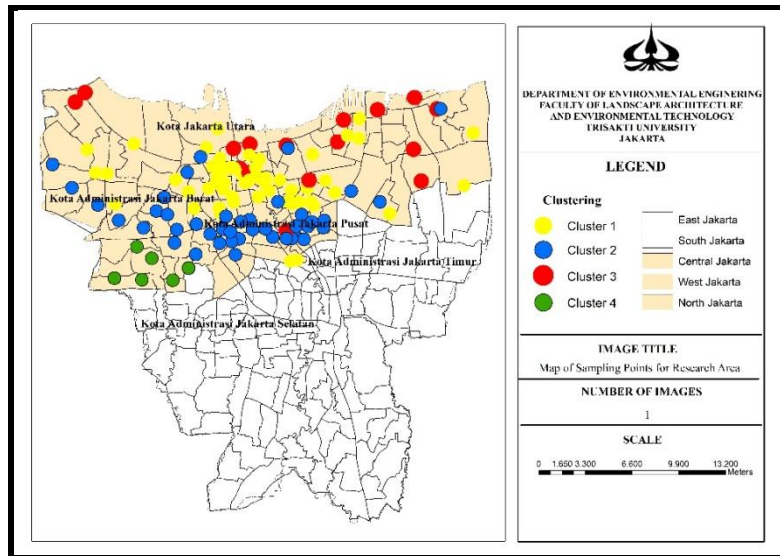 Kota Jakarta Utara
Kota Administrasi Jakarta Barat
Kota Administrasi Jakarta Pusat
Kota Administrasi Jakarta Timur
Kota Administrasi Jakarta Selatan
DEPARTMENT OF ENVIRONMENTAL ENGINERING
FACULTY OF LANDSCAPE ARCHITECTURE
AND ENVIRONMENTAL TECHNOLOGY
TRISAKTI UNIVERSITY
JAKARTA
LEGEND
Clustering
Cluster 1
Cluster 2
Cluster 3
Cluster 4
East Jakarta
South Jakarta
Central Jakarta
West Jakarta
North Jakarta
IMAGE TITLE
Map of Sampling Points for Research Area
NUMBER OF IMAGES
1
SCALE
0 1.650 3.300 6.600 9.900 13.200
Meters